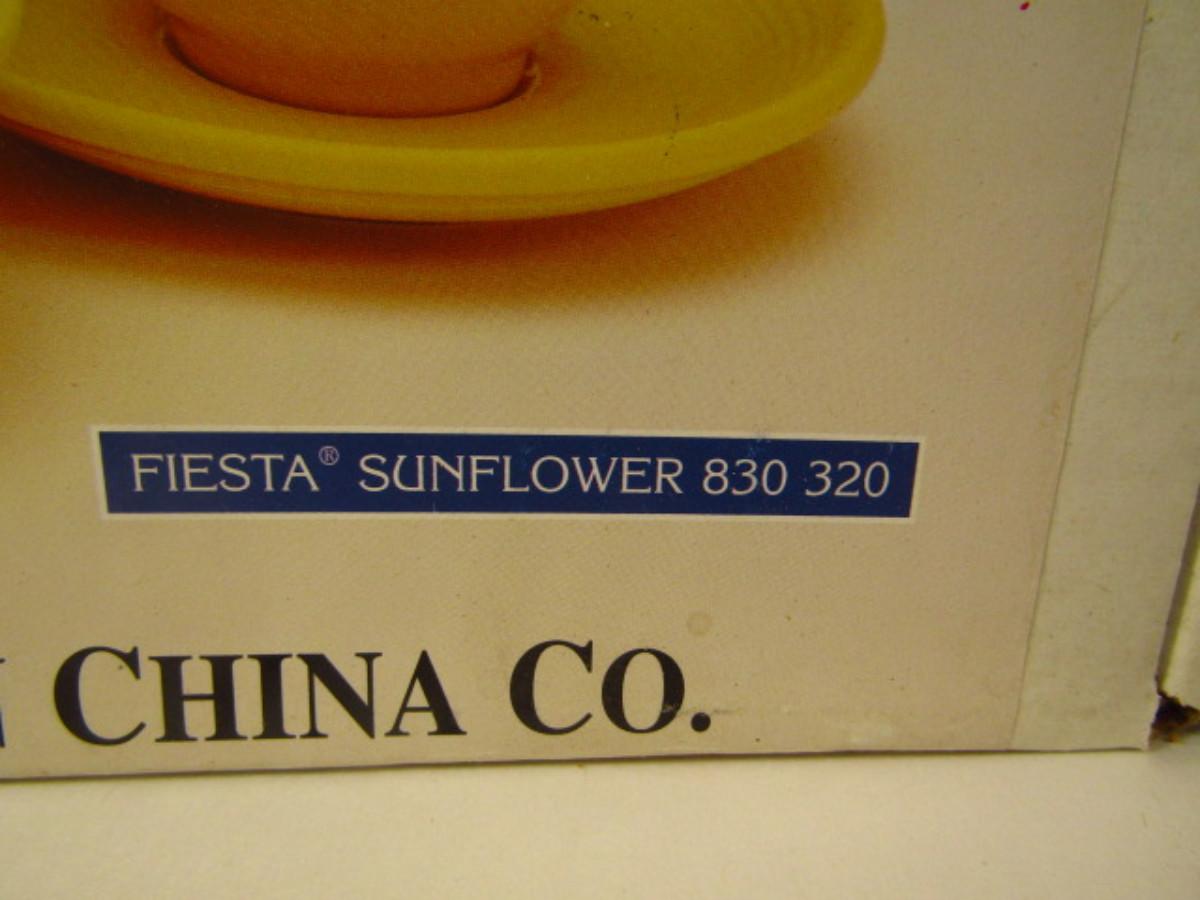 FIESTA® SUNFLOWER 830 320
CHINA CO.